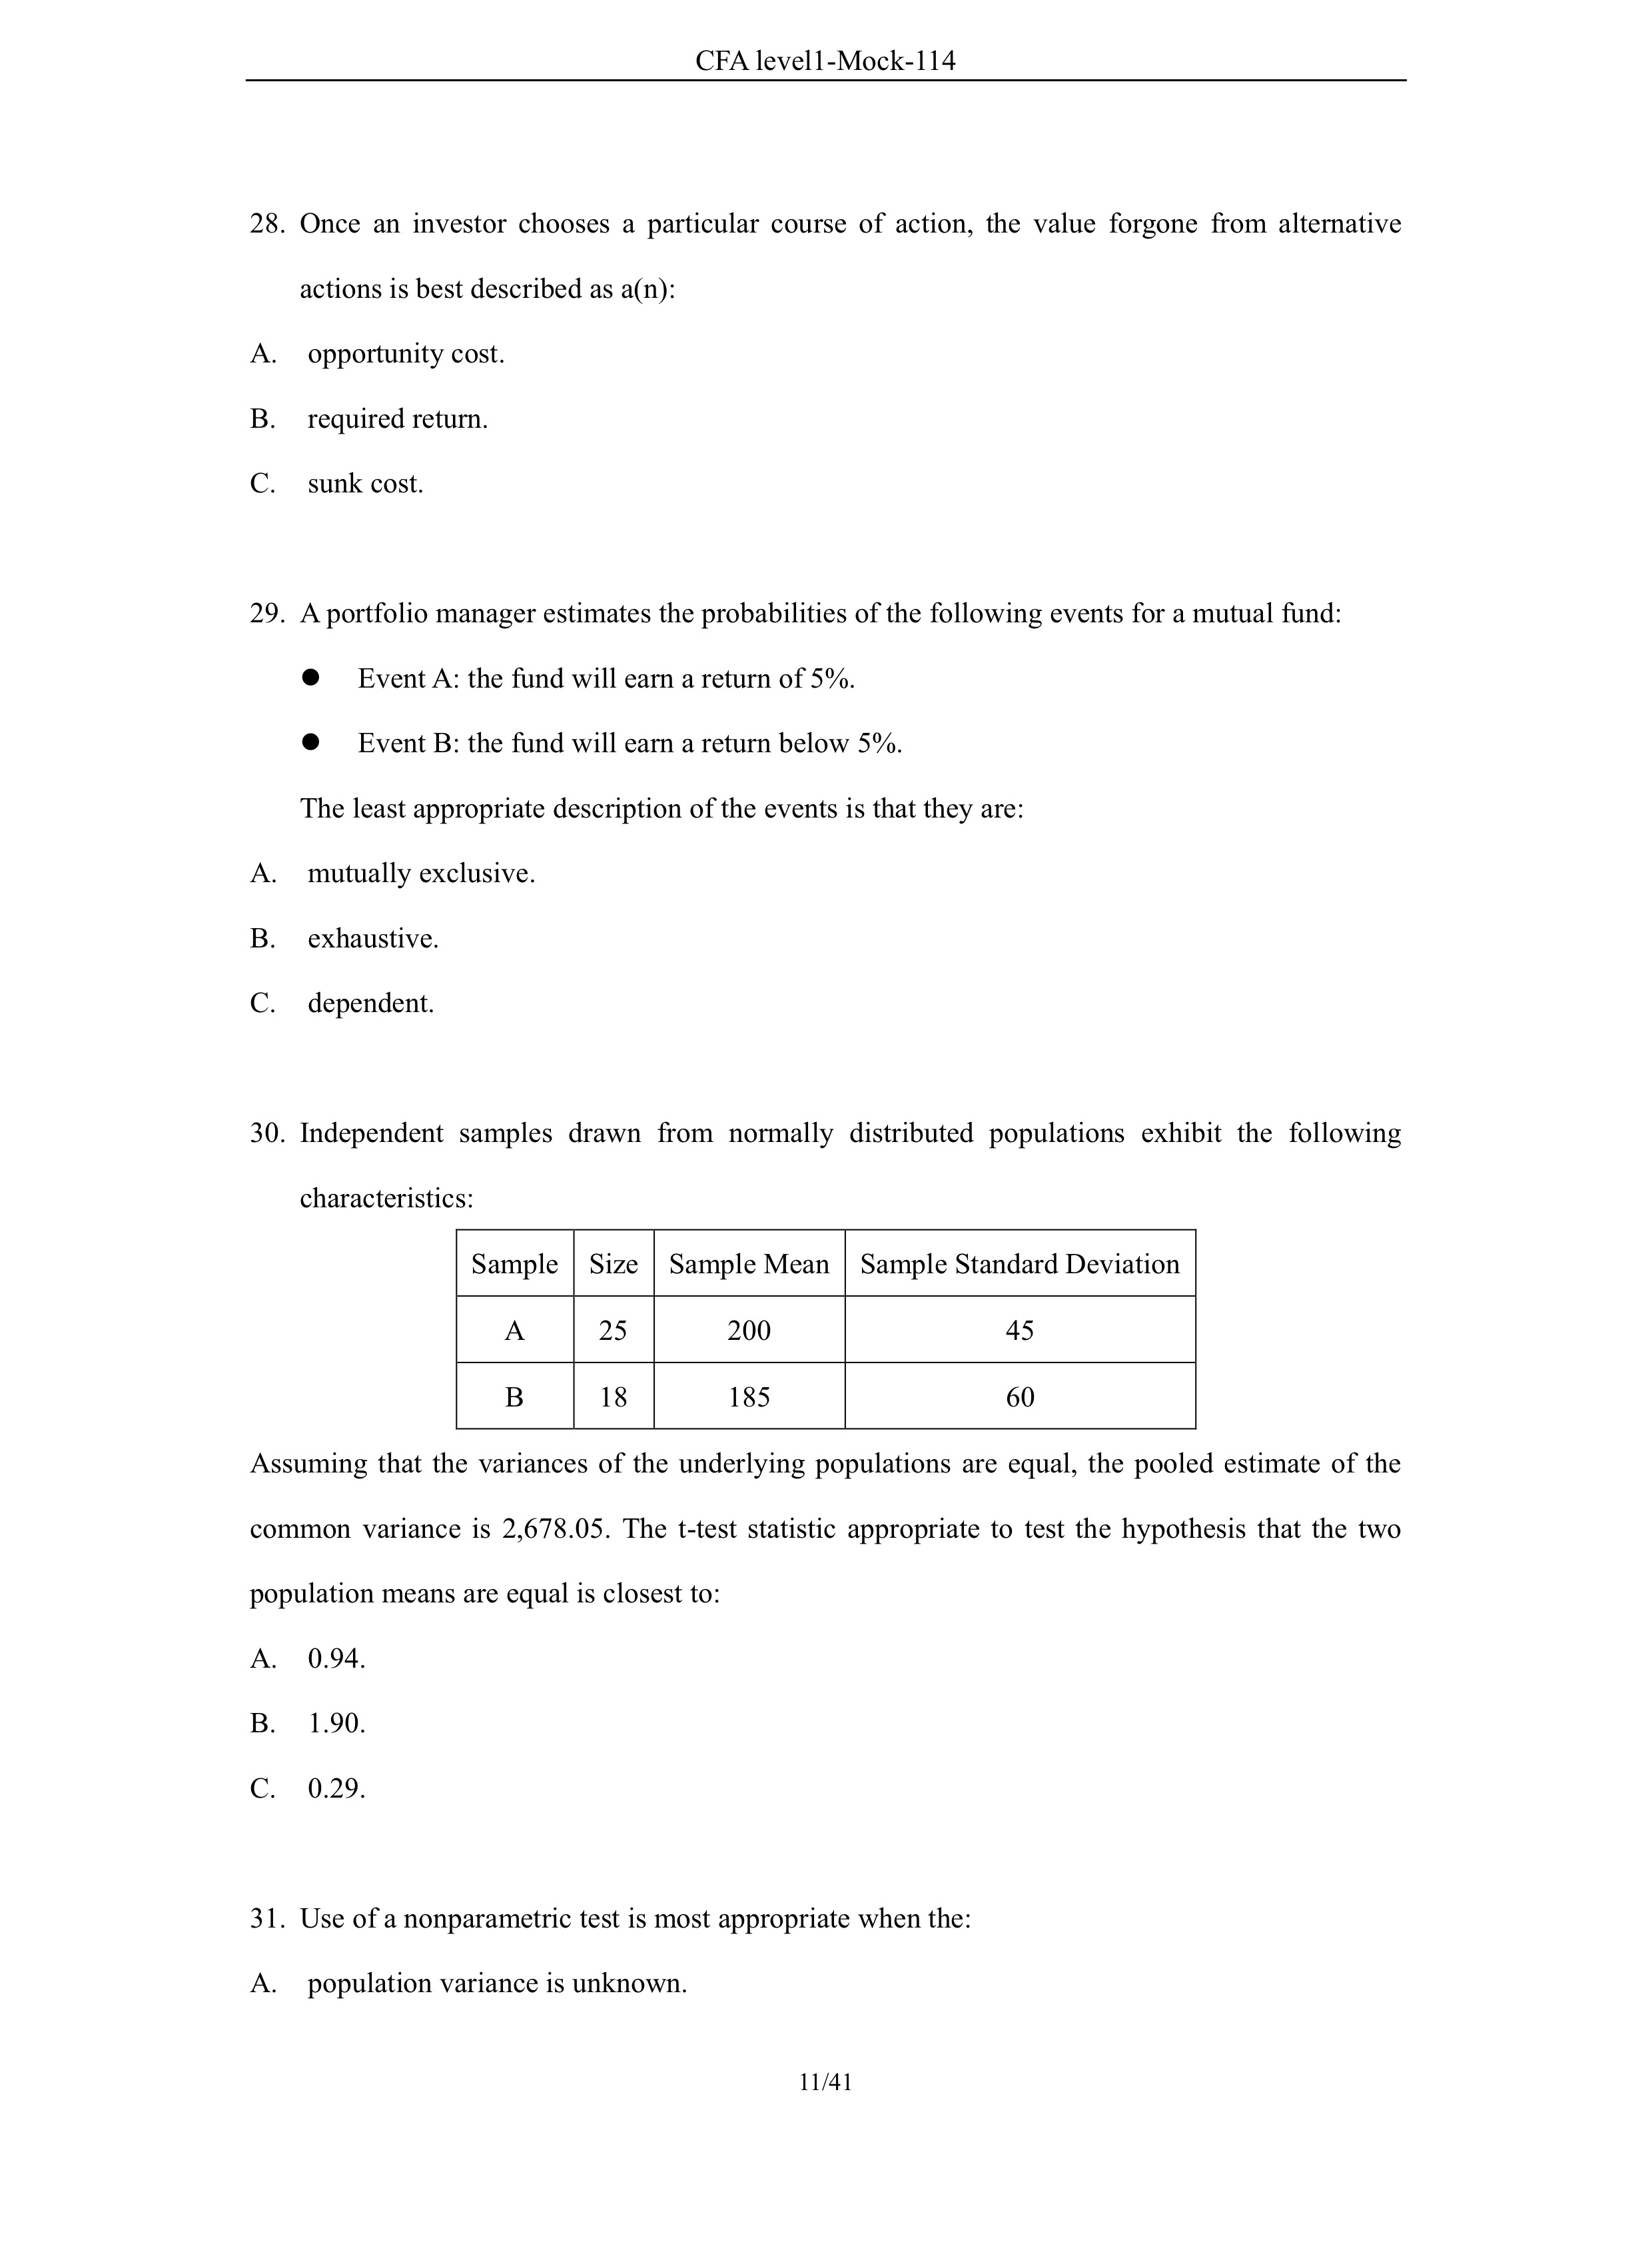 CFA level1-Mock-114
28. Once an investor chooses a particular course of action, the value forgone from alternative
actions is best described as a(n):
A. opportunity cost.
B. required return.
C. sunk cost.
29. A portfolio manager estimates the probabilities of the following events for a mutual fund:
● Event A: the fund will earn a return of 5%.
● Event B: the fund will earn a return below 5%.
The least appropriate description of the events is that they are:
A. mutually exclusive.
B. exhaustive.
C. dependent.
30. Independent samples drawn from normally distributed populations exhibit the following
characteristics:
Sample Size Sample Mean Sample Standard Deviation
A 25 200 45
B 18 185 60
Assuming that the variances of the underlying populations are equal, the pooled estimate of the
common variance is 2,678.05. The t-test statistic appropriate to test the hypothesis that the two
population means are equal is closest to:
A. 0.94.
B. 1.90.
C. 0.29.
31. Use of a nonparametric test is most appropriate when the:
A. population variance is unknown.
11/41